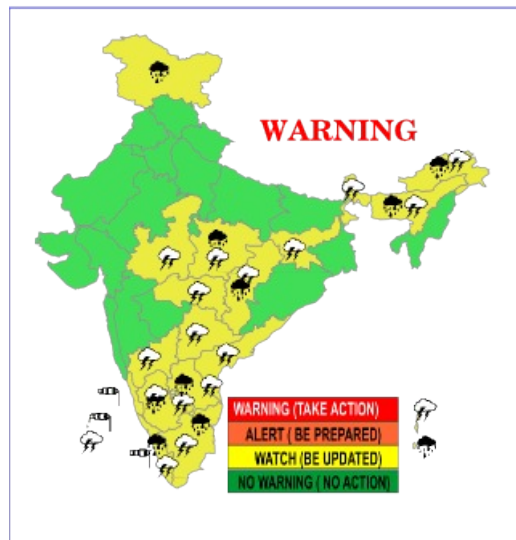 WARNING
WARNING (TAKE ACTION)
ALERT ( BE PREPARED)
WATCH (BE UPDATED)
NO WARNING ( NO ACTION)